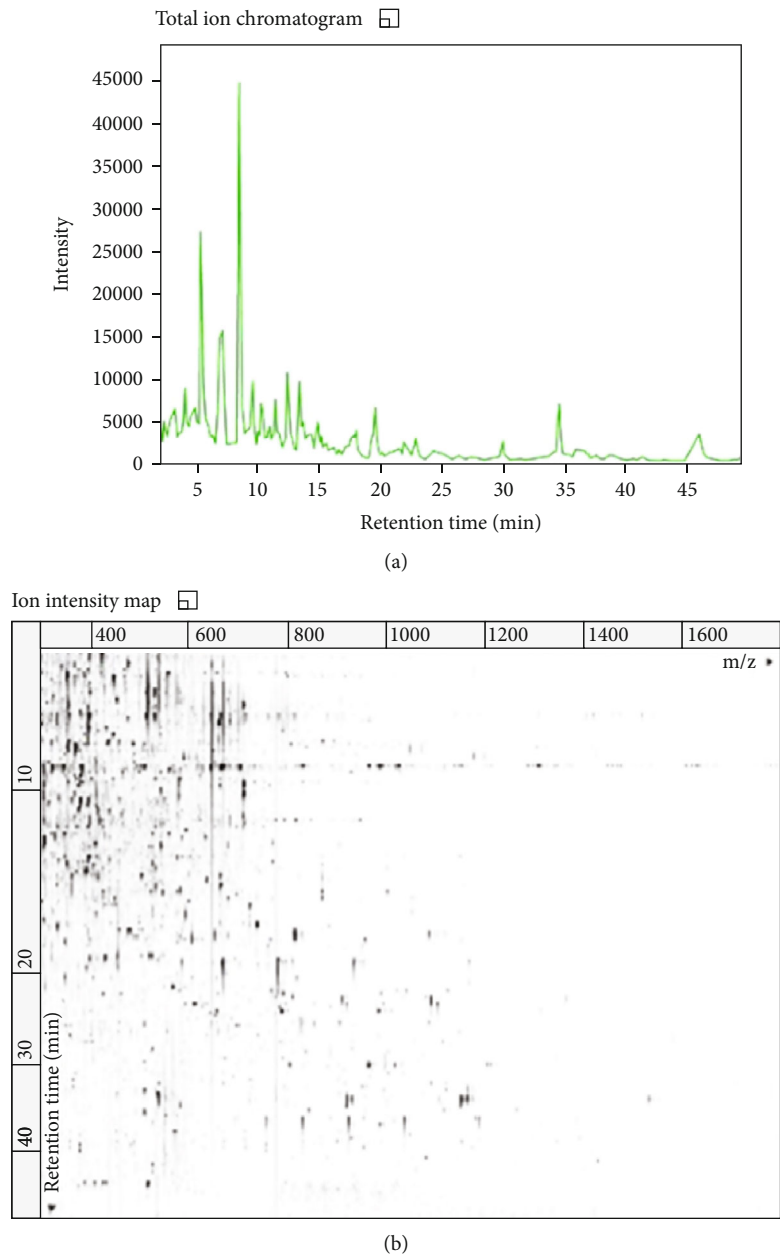 Total ion chromatogram
45000
40000
35000
30000
25000
20000
15000
10000
5000
0
Intensity
5 10 15 20 25 30 35 40 45
Retention time (min)
(a)
Ion intensity map
400 600 800 1000 1200 1400 1600
m/z
10
20
30
40
Retention time (min)
(b)